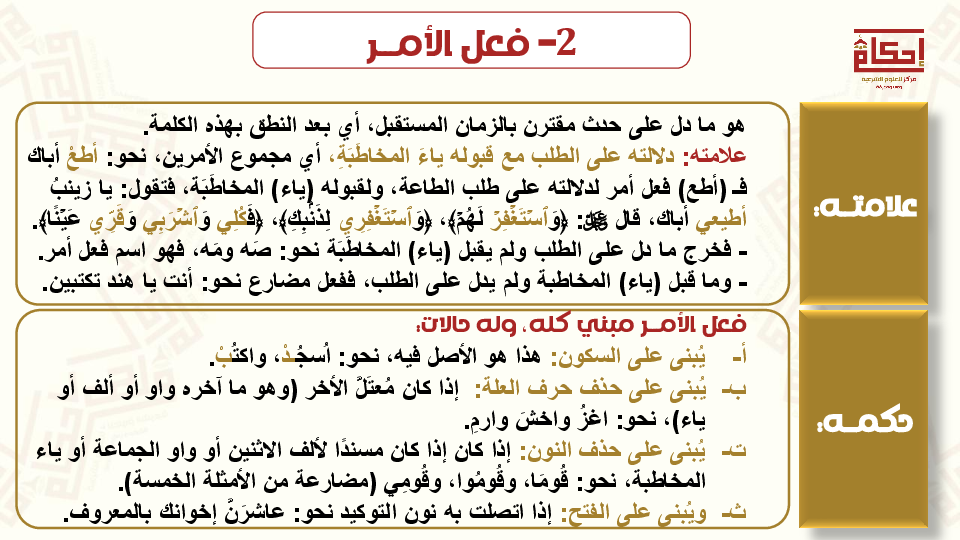 2- فعل الأمـــر
إحكام
مركز للعلوم الشرعية
علامتــه:
هو ما دل على حدث مقترن بالزمان المستقبل، أي بعد النطق بهذه الكلمة.
علامته: دلالته على الطلب مع قبوله ياءَ المخاطَبَةِ، أي مجموع الأمرين، نحو: أطعْ أباك
فـ (أطع) فعل أمر لدلالته على طلب الطاعة، ولقبوله (ياء) المخاطَبَة، فتقول: يا زينبُ
أطيعي أباك، قال ﷻ: ﴿وَٱسۡتَغۡفِرۡ لَهُمۡ﴾، ﴿وَٱسۡتَغۡفِرِي لِذَنۢبِكِ﴾، ﴿فَكُلِي وَٱشۡرَبِي وَقَرِّي عَيۡنٗا﴾.
- فخرج ما دل على الطلب ولم يقبل (ياء) المخاطَبَة نحو: صَه ومَه، فهو اسم فعل أمر.
- وما قبل (ياء) المخاطبة ولم يدل على الطلب، ففعل مضارع نحو: أنت يا هند تكتبين.
حكمــه:
فعل الأمـــر مبني كله، وله حالات:
أ- يُبنى على السكون: هذا هو الأصل فيه، نحو: اُسجُـدْ، واكتُبْ.
ب- يُبنى على حذف حرف العلة: إذا كان مُعتَلَّ الأخر (وهو ما آخره واو أو ألف أو
ياء)، نحو: اغزُ واخشَ وارمِ.
ت- يُبنى على حذف النون: إذا كان إذا كان مسندًا لألف الاثنين أو واو الجماعة أو ياء
المخاطبة، نحو: قُومَا، وقُومُوا، وقُومِي (مضارعة من الأمثلة الخمسة).
ث- ويُبنى على الفتح: إذا اتصلت به نون التوكيد نحو: عاشرَنَّ إخوانك بالمعروف.